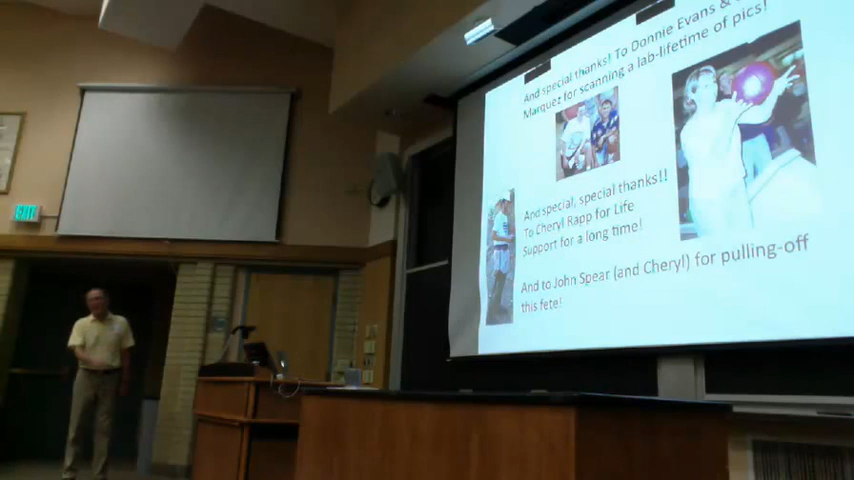 And special thanks! To Donnie Evans &
Marquez for scanning a lab-lifetime of pics!
And special, special thanks!!
To Cheryl Rapp for Life
Support for a long time!
And to John Spear (and Cheryl) for pulling-off
this fete!
EXIT